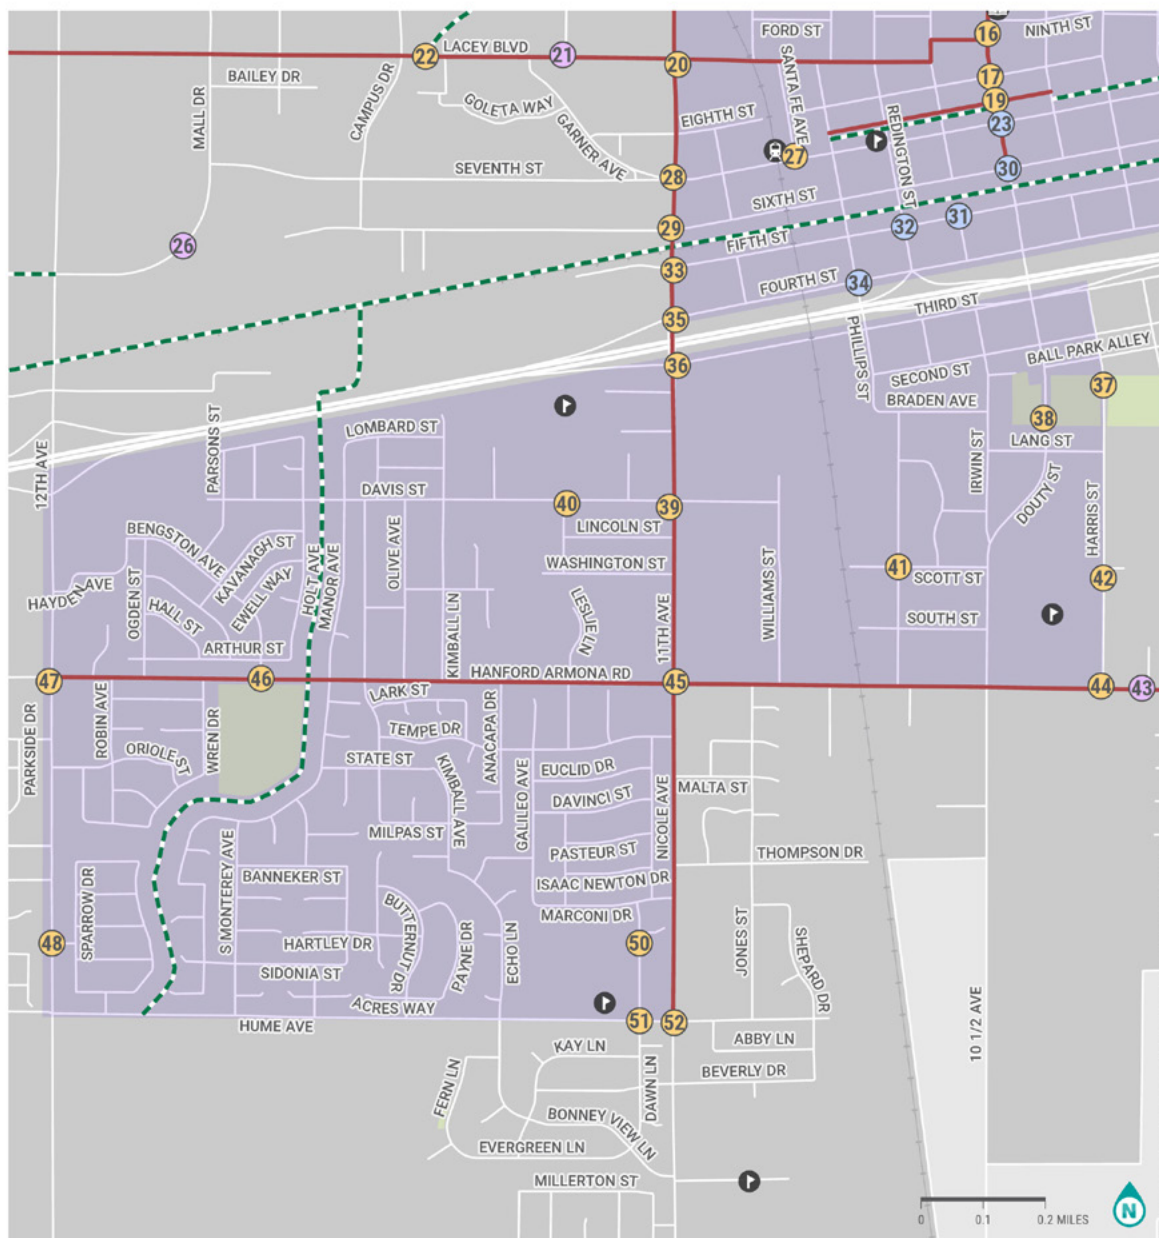 FORD ST
16
NINTH ST
LACEY BLVD
22
21
20
BAILEY DR
17
MALL DR
CAMPUS DR
GOLETA WAY
GARNER AVE
EIGHTH ST
SANTA FE AVE
19
23
REDINGTON ST
SEVENTH ST
28
27
30
SIXTH ST
29
31
32
26
FIFTH ST
33
FOURTH ST
34
THIRD ST
35
36
PHILLIPS ST
SECOND ST
BALL PARK ALLEY
37
BRADEN AVE
38
LANG ST
12TH AVE
PARSONS ST
LOMBARD ST
IRWIN ST
DAVIS ST
40
39
DOUTY ST
HARRIS ST
BENGSTON AVE
KAVANAGH ST
OLIVE AVE
LINCOLN ST
WASHINGTON ST
41
SCOTT ST
42
HAYDEN AVE
OGDEN ST
HALL ST
EWELL WAY
HOLT AVE
MANOR AVE
KIMBALL LN
LESLIE LN
11TH AVE
WILLIAMS ST
SOUTH ST
ARTHUR ST
HANFORD ARMONA RD
47
46
45
44
43
PARKSIDE DR
ROBIN AVE
WREN DR
LARK ST
TEMPE DR
ANACAPA DR
ORIOLE ST
STATE ST
KIMBALL AVE
GALILEO AVE
EUCLID DR
MALTA ST
DAVINCI ST
NICOLE AVE
MILPAS ST
PASTEUR ST
THOMPSON DR
SPARROW DR
S MONTEREY AVE
BANNEKER ST
ISAAC NEWTON DR
MARCONI DR
BUTTERNUT DR
PAYNE DR
ECHO LN
JONES ST
SHEPARD DR
48
HARTLEY DR
50
SIDONIA ST
ACRES WAY
HUME AVE
51
52
10 1/2 AVE
KAY LN
ABBY LN
FERN LN
DAWN LN
BEVERLY DR
BONNEY VIEW LN
EVERGREEN LN
MILLERTON ST
N
0 0.1 0.2 MILES